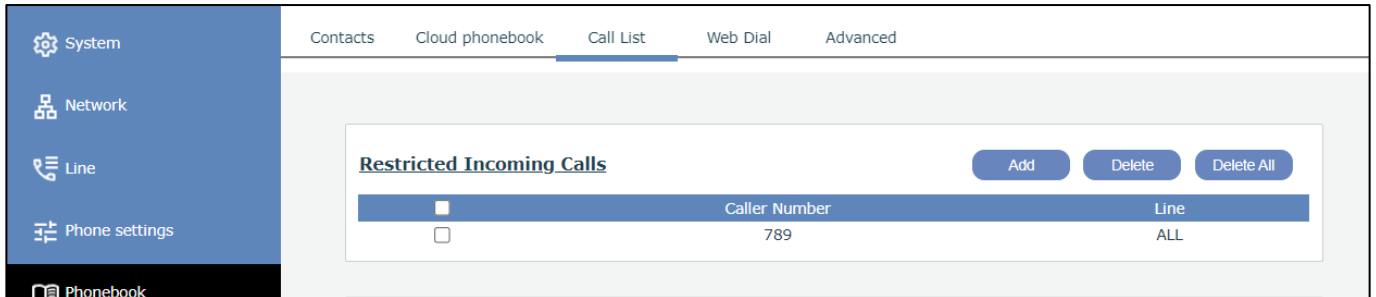 System
Network
Line
Phone settings
Phonebook
Contacts Cloud phonebook Call List Web Dial Advanced
Restricted Incoming Calls Add Delete Delete All
Caller Number Line
789 ALL